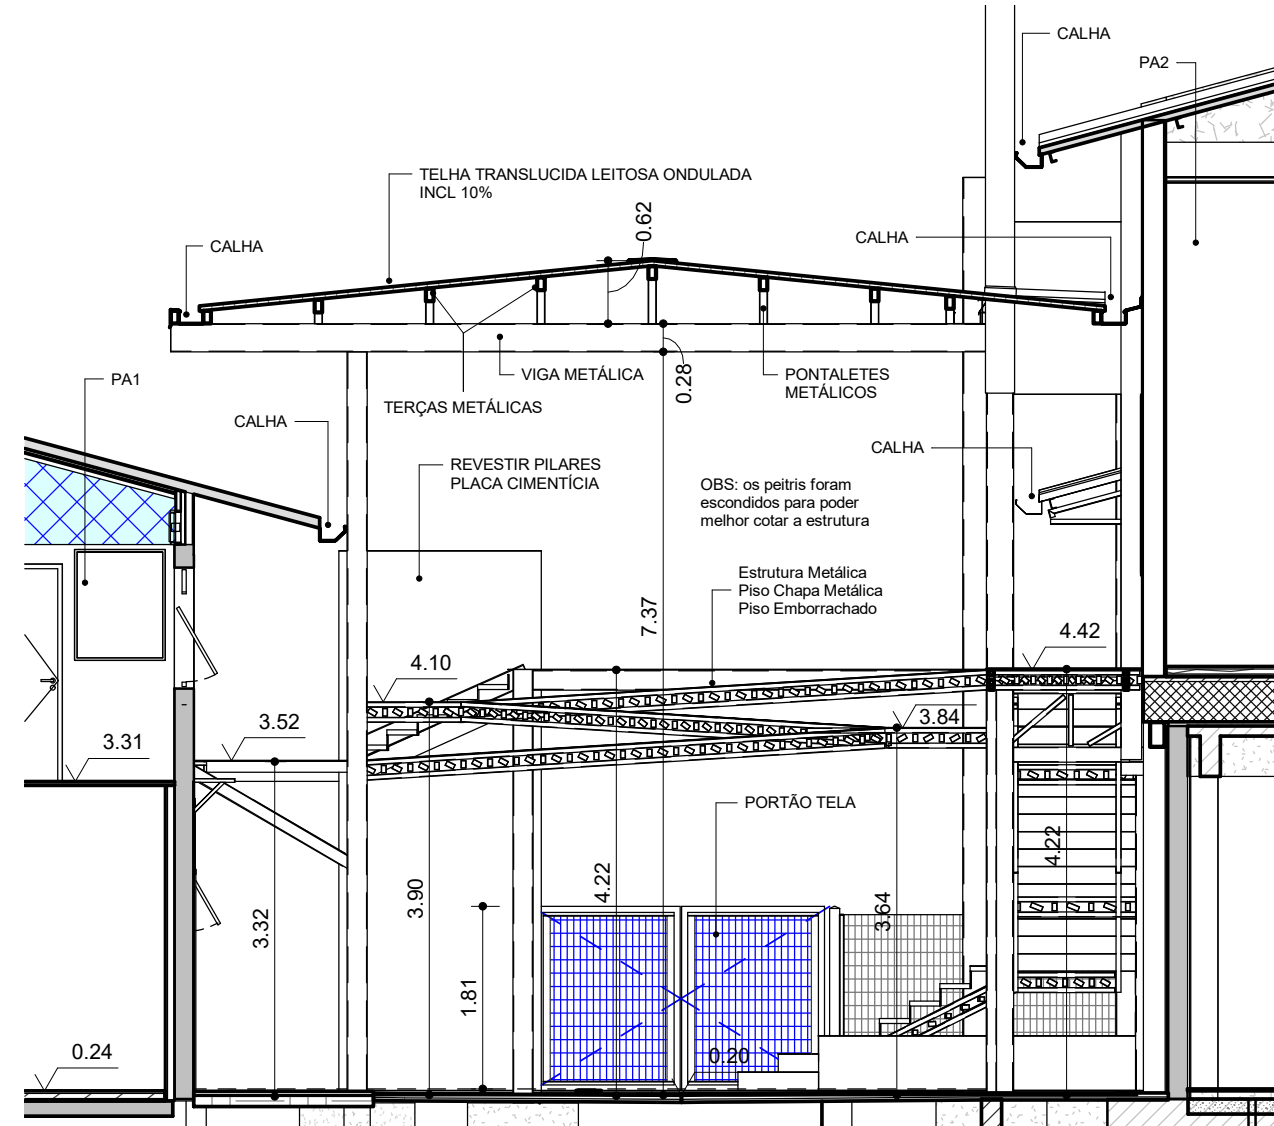 CALHA
PA2
TELHA TRANSLUCIDA LEITOSA ONDULADA
INCL 10%
0.62
CALHA
CALHA
PA1
VIGA METÁLICA
0.28
PONTALETES
METÁLICOS
TERÇAS METÁLICAS
CALHA
CALHA
REVESTIR PILARES
PLACA CIMENTÍCIA
OBS: os peitris foram
escondidos para poder
melhor cotar a estrutura
Estrutura Metálica
Piso Chapa Metálica
Piso Emborrachado
7.37
4.42
4.10
3.52
3.84
3.31
PORTÃO TELA
4.22
3.90
4.22
3.64
3.32
1.81
0.24
0.20